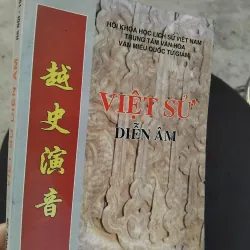 HỘI KHOA HỌC LỊCH SỬ VIỆT NAM
TRUNG TÂM VĂN HÓA
VĂN MIẾU QUỐC TỬ GIÁM
VIỆT SỬ
DIỄN ÂM
越史演音